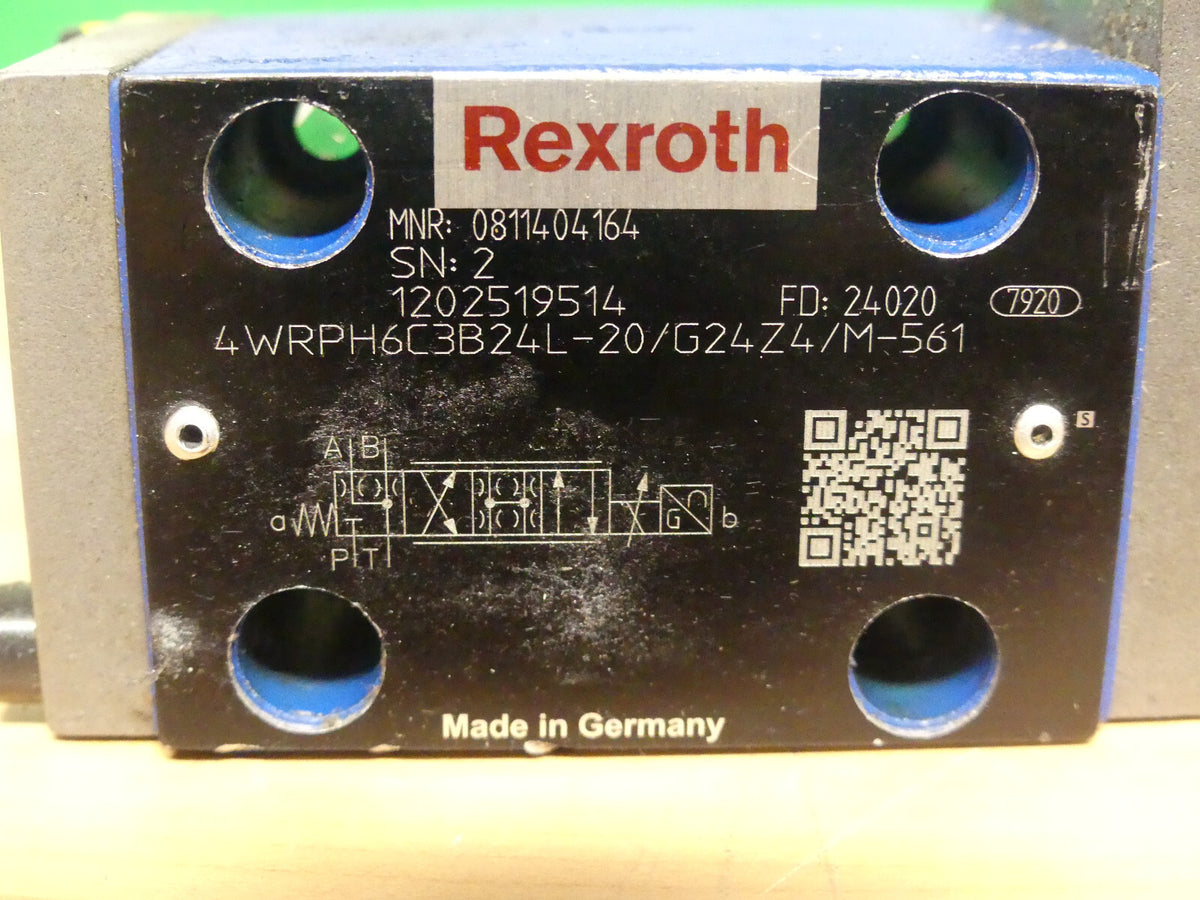 Rexroth
MNR: 0811404164
SN: 2
1202519514 FD: 24020 7920
4WRPH6C3B24L-20/G24Z4/M-561
S
A B
a T G b
P T
Made in Germany